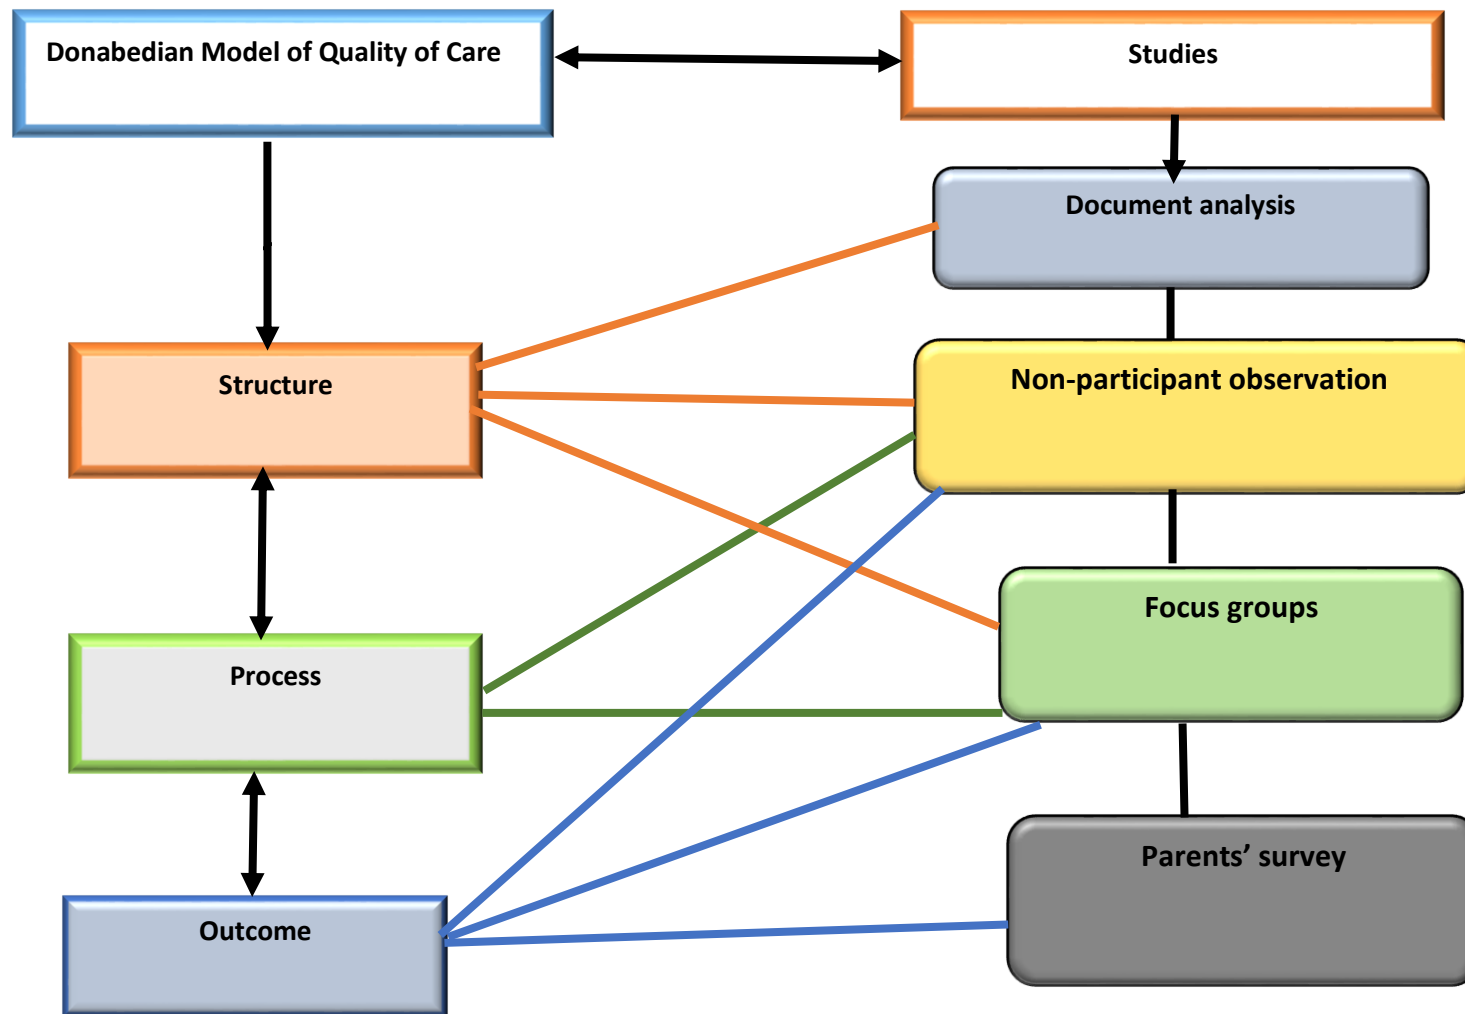 Donabedian Model of Quality of Care
Studies
Document analysis
Structure
Non-participant observation
Focus groups
Process
Parents’ survey
Outcome